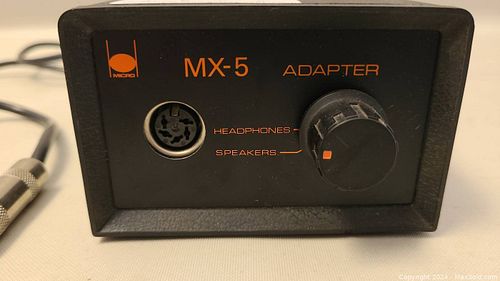 MICRO
MX-5 ADAPTER
HEADPHONES
SPEAKERS
Copyright 2024 - MaxSold.com